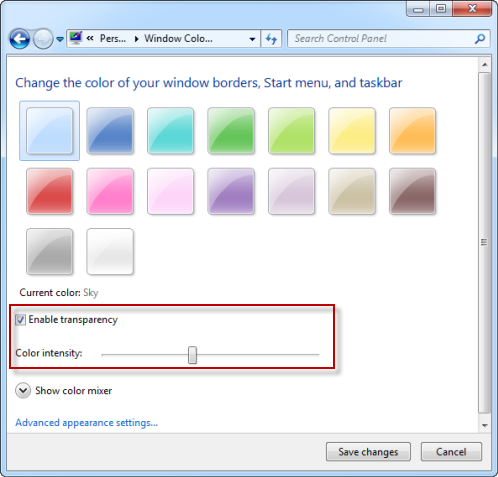 « Pers... ▸ Window Colo... Search Control Panel
Change the color of your window borders, Start menu, and taskbar
Current color: Sky
Enable transparency
Color intensity:
Show color mixer
Advanced appearance settings...
Save changes Cancel